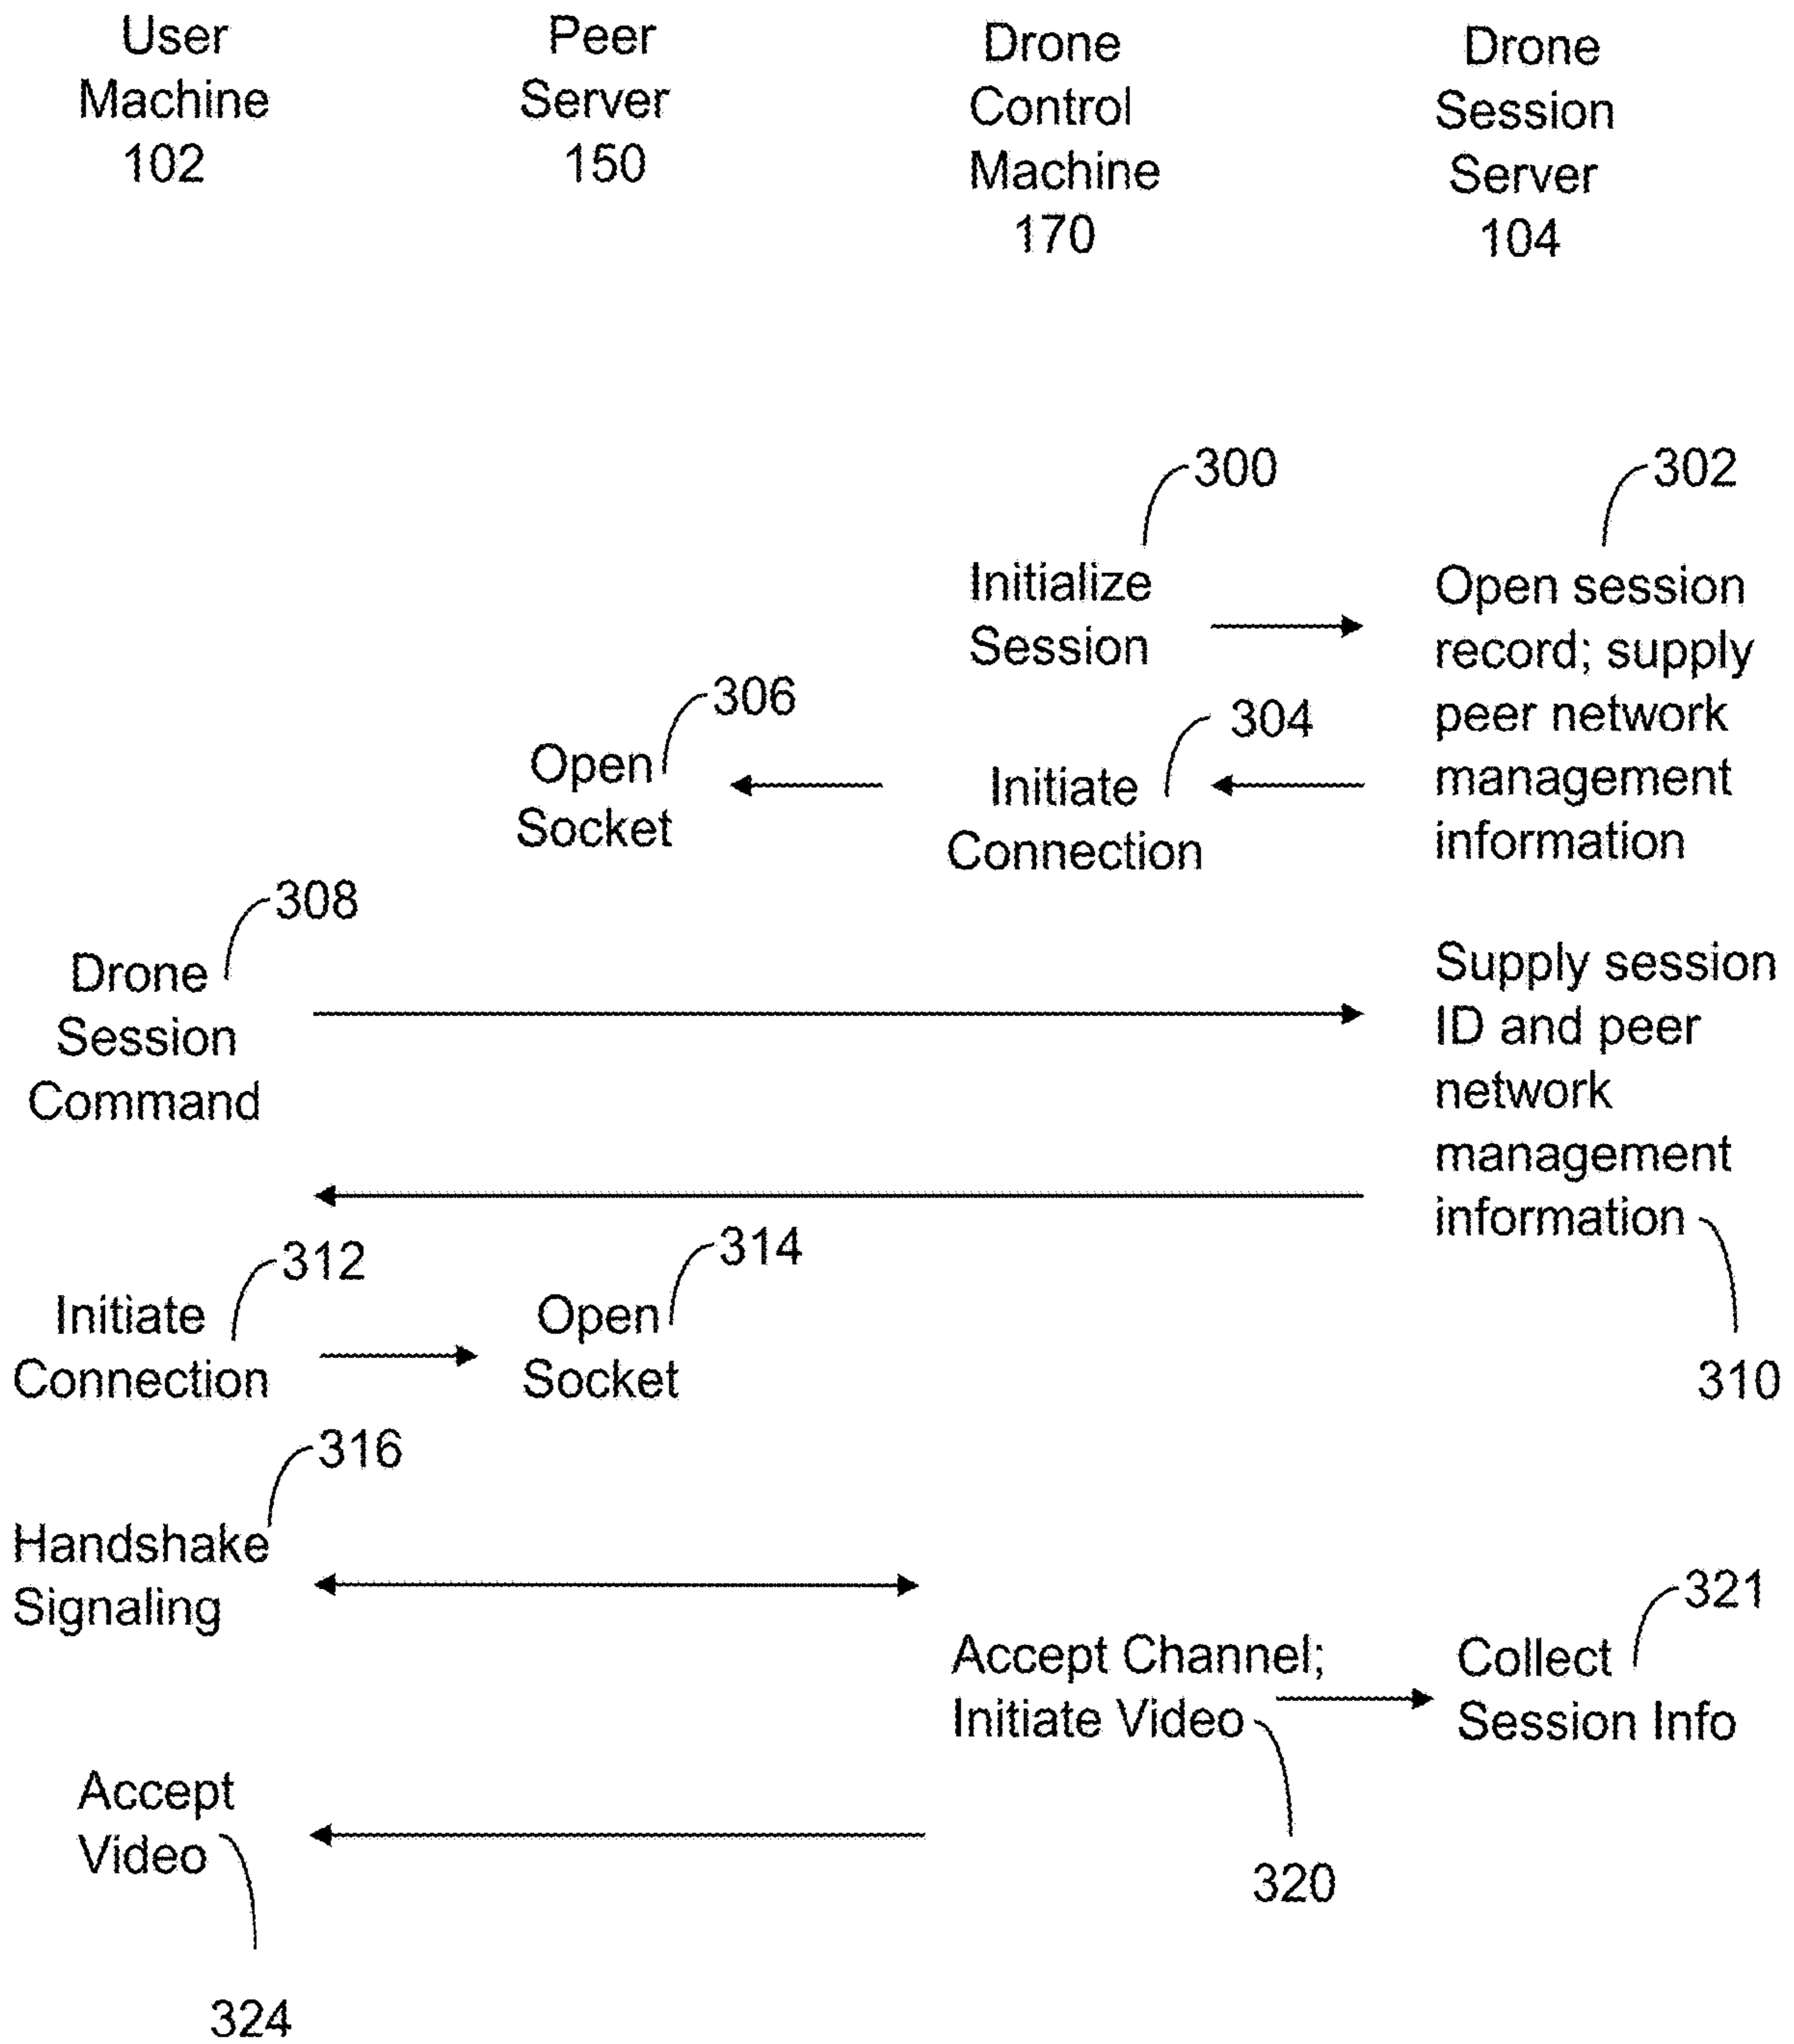 User
Machine
102
Peer
Server
150
Drone
Control
Machine
170
Drone
Session
Server
104
300
Initialize
Session
302
Open session
record; supply
peer network
management
information
306
Open
Socket
304
Initiate
Connection
308
Drone
Session
Command
Supply session
ID and peer
network
management
information
310
312
Initiate
Connection
314
Open
Socket
316
Handshake
Signaling
Accept Channel;
Initiate Video
320
321
Collect
Session Info
Accept
Video
324